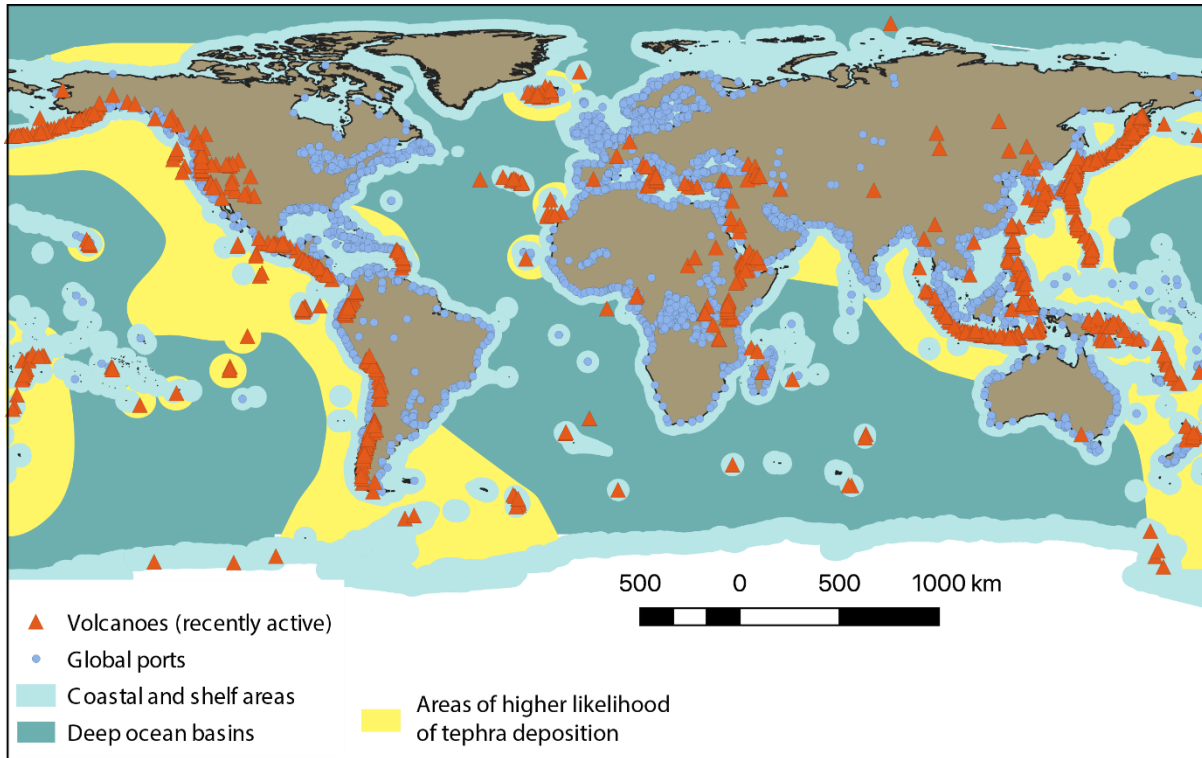 500 0 500 1000 km
Volcanoes (recently active)
Global ports
Coastal and shelf areas
Deep ocean basins
Areas of higher likelihood
of tephra deposition